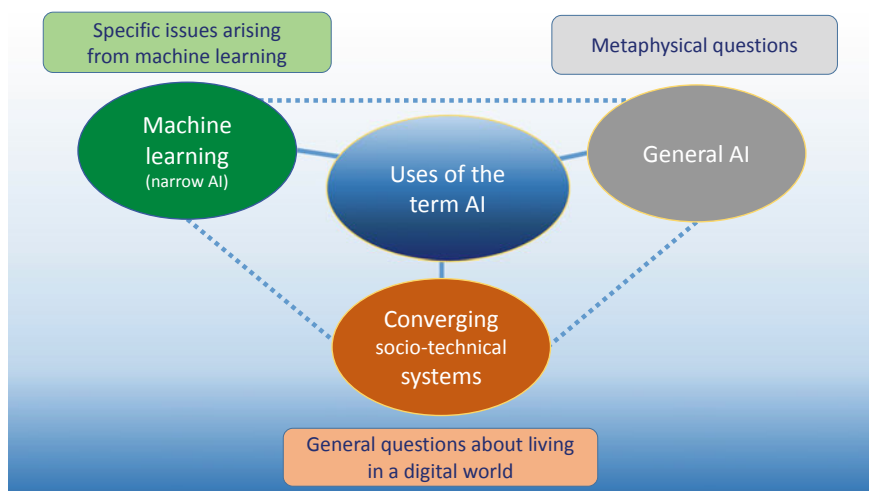 Specific issues arising
from machine learning
Metaphysical questions
Machine
learning
(narrow AI)
Uses of the
term AI
General AI
Converging
socio-technical
systems
General questions about living
in a digital world